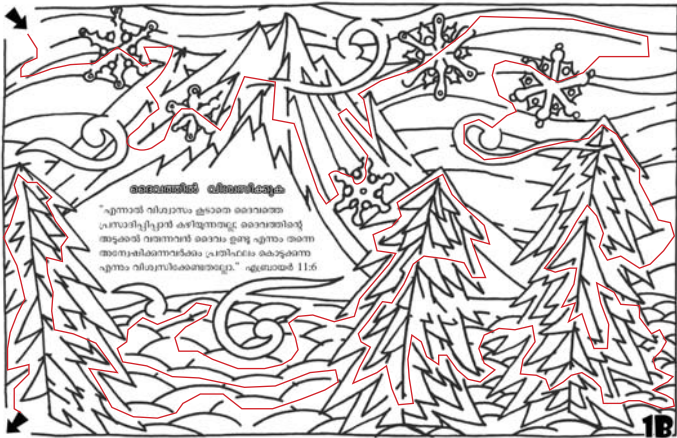 ദൈവത്തിൽ വിശ്വസിക്കുക
"എന്നാൽ വിശ്വാസം കൂടാതെ ദൈവത്തെ
പ്രസാദിപ്പിപ്പാൻ കഴിയുന്നതല്ല; ദൈവത്തിന്റെ
അടുക്കൽ വരുന്നവൻ ദൈവം ഉണ്ടു എന്നും തന്നെ
അന്വേഷിക്കുന്നവർക്കു പ്രതിഫലം കൊടുക്കുന്നു
എന്നും വിശ്വസിക്കേണ്ടതല്ലോ." എബ്രായർ 11:6
1B